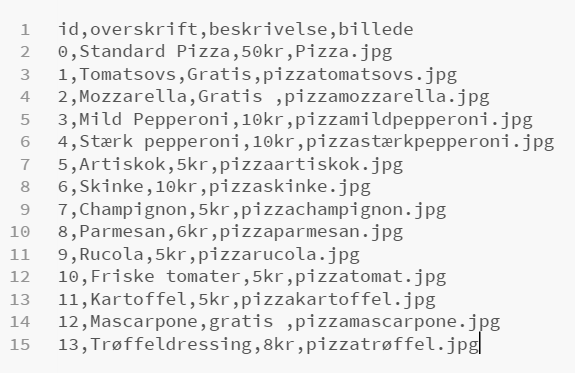 1 id,overskrift,beskrivelse,billede
2 0,Standard Pizza,50kr,Pizza.jpg
3 1,Tomatsovs,Gratis,pizzatomatsovs.jpg
4 2,Mozzarella,Gratis ,pizzamozzarella.jpg
5 3,Mild Pepperoni,10kr,pizzamildpepperoni.jpg
6 4,Stærk pepperoni,10kr,pizzastærkpepperoni.jpg
7 5,Artiskok,5kr,pizzaartiskok.jpg
8 6,Skinke,10kr,pizzaskinke.jpg
9 7,Champignon,5kr,pizzachampignon.jpg
10 8,Parmesan,6kr,pizzaparmesan.jpg
11 9,Rucola,5kr,pizzarucola.jpg
12 10,Friske tomater,5kr,pizzatomat.jpg
13 11,Kartoffel,5kr,pizzakartoffel.jpg
14 12,Mascarpone,gratis ,pizzamascarpone.jpg
15 13,Trøffeldressing,8kr,pizzatrøffel.jpg